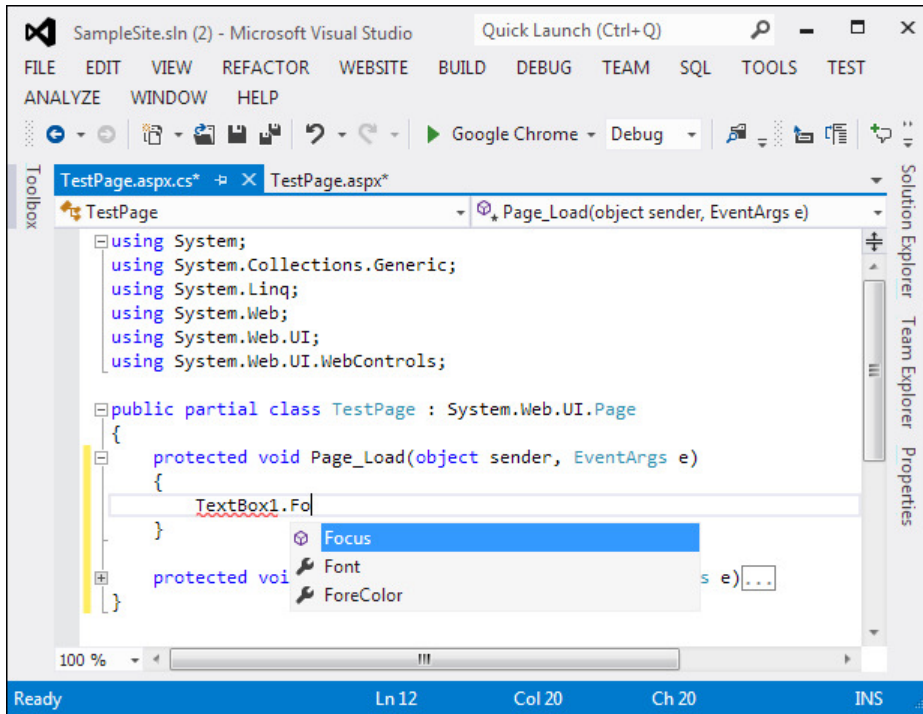 SampleSite.sln (2) - Microsoft Visual Studio Quick Launch (Ctrl+Q)
FILE EDIT VIEW REFACTOR WEBSITE BUILD DEBUG TEAM SQL TOOLS TEST
ANALYZE WINDOW HELP
Google Chrome Debug
Toolbox
TestPage.aspx.cs* TestPage.aspx*
TestPage Page_Load(object sender, EventArgs e)
using System;
using System.Collections.Generic;
using System.Linq;
using System.Web;
using System.Web.UI;
using System.Web.UI.WebControls;
public partial class TestPage : System.Web.UI.Page
{
protected void Page_Load(object sender, EventArgs e)
{
TextBox1.Fo
}
Focus
Font
ForeColor
protected voi s e)...
}
Solution Explorer
Team Explorer
Properties
100 %
Ready Ln 12 Col 20 Ch 20 INS